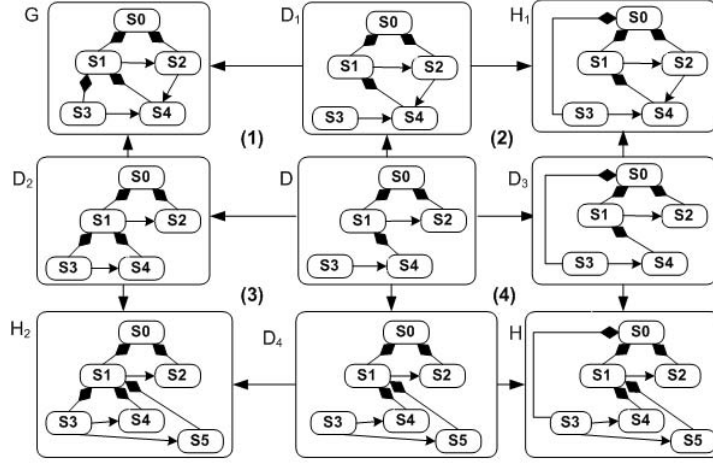 G D₁ H₁
S0 S0 S0
S1 S2 S1 S2 S1 S2
S3 S4 S3 S4 S3 S4
(1) (2)
D₂ D D₃
S0 S0 S0
S1 S2 S1 S2 S1 S2
S3 S4 S3 S4 S3 S4
(3) (4)
H₂ D₄ H
S0 S0 S0
S1 S2 S1 S2 S1 S2
S3 S4 S3 S4 S3 S4
S5 S5 S5